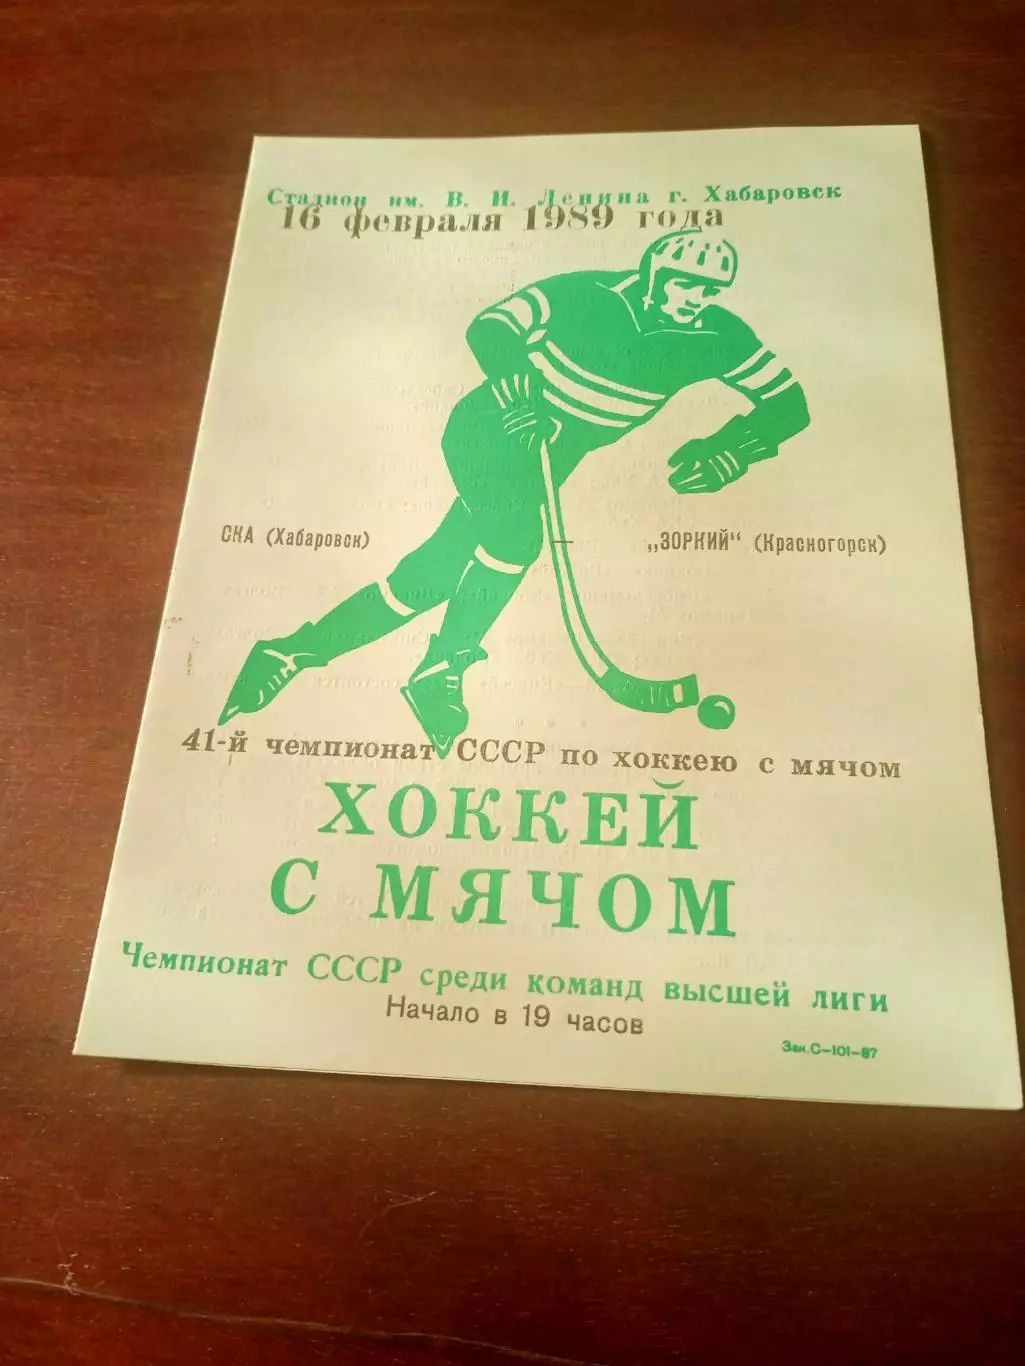 Стадион им. В. И. Ленина г. Хабаровск
16 февраля 1989 года
СКА (Хабаровск) — „ЗОРКИЙ“ (Красногорск)
41-й чемпионат СССР по хоккею с мячом
ХОККЕЙ
С МЯЧОМ
Чемпионат СССР среди команд высшей лиги
Начало в 19 часов
Зак.С—101—87